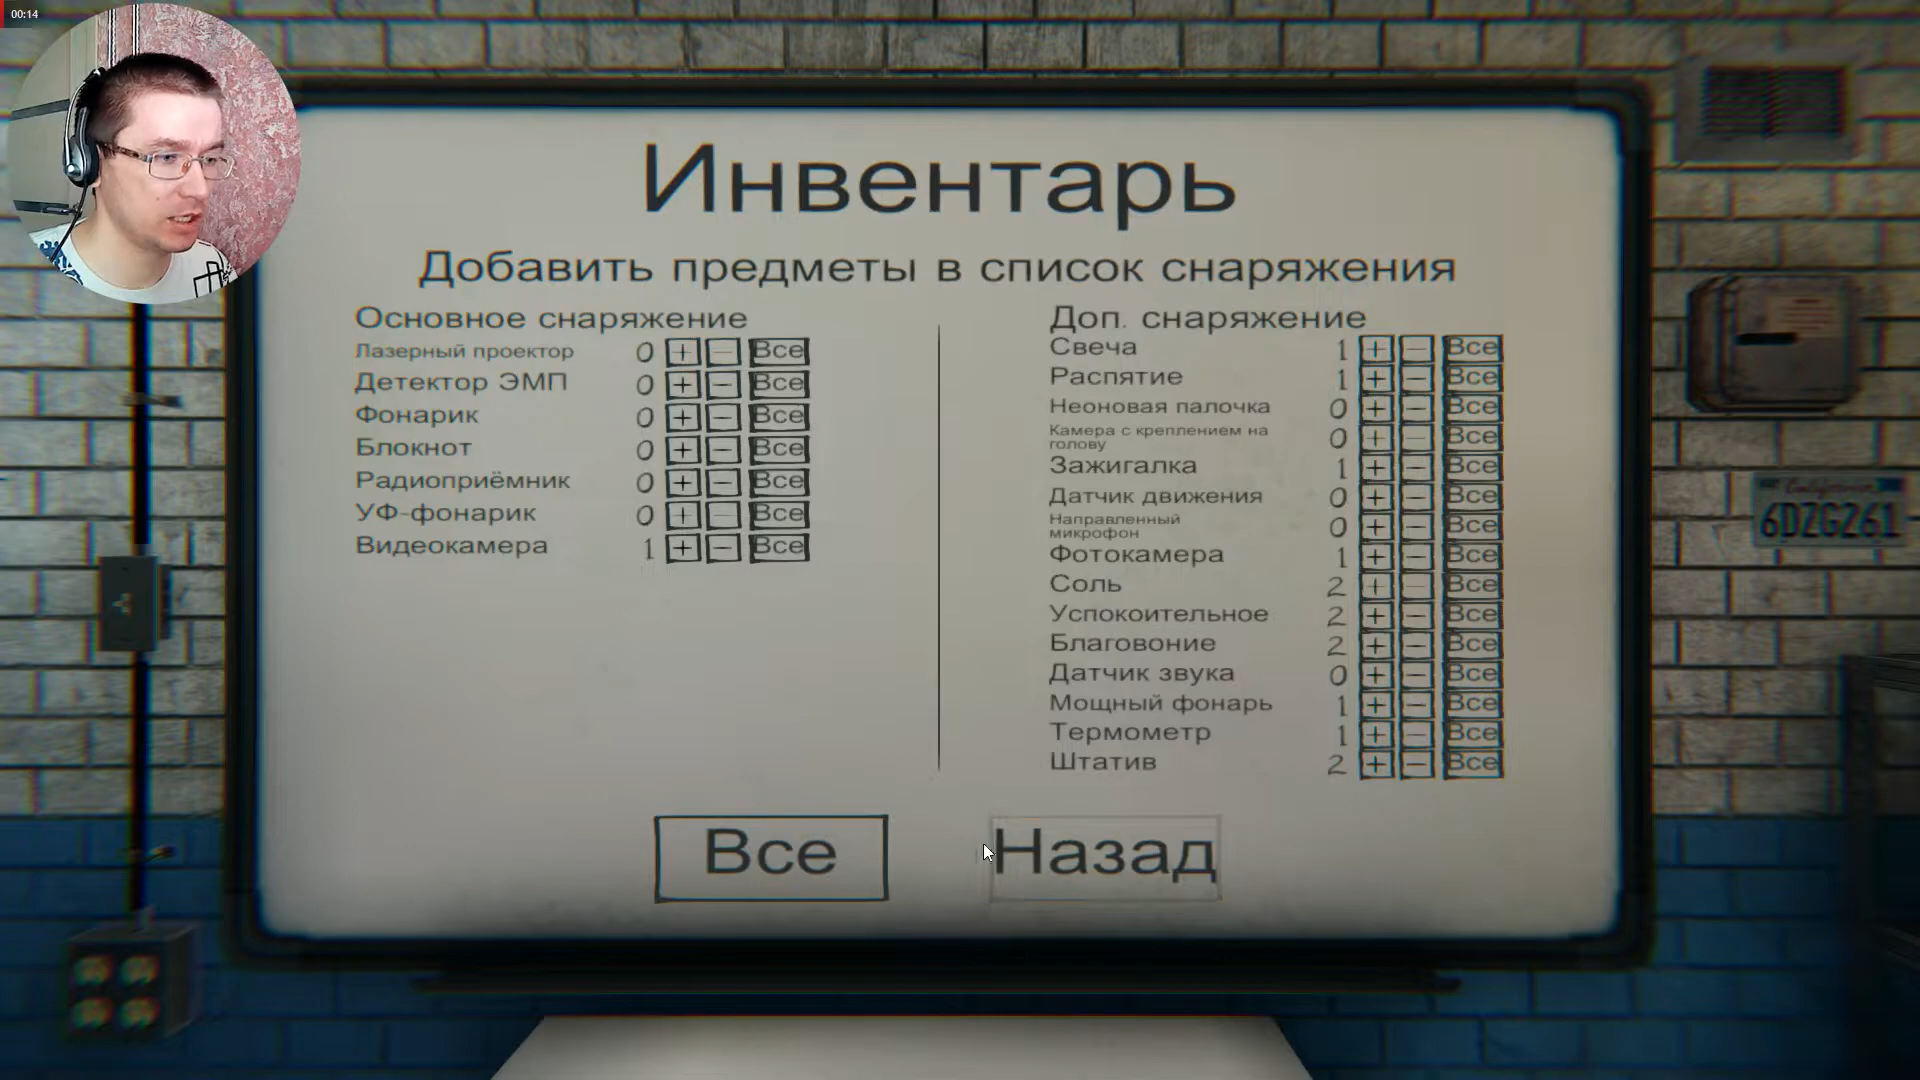 00:14
Инвентарь
Добавить предметы в список снаряжения
Основное снаряжение
Лазерный проектор 0 + − Все
Детектор ЭМП 0 + − Все
Фонарик 0 + − Все
Блокнот 0 + − Все
Радиоприёмник 0 + − Все
УФ-фонарик 0 + − Все
Видеокамера 1 + − Все
Доп. снаряжение
Свеча 1 + − Все
Распятие 1 + − Все
Неоновая палочка 0 + − Все
Камера с креплением на
голову 0 + − Все
Зажигалка 1 + − Все
Датчик движения 0 + − Все
Направленный
микрофон 0 + − Все
Фотокамера 1 + − Все
Соль 2 + − Все
Успокоительное 2 + − Все
Благовоние 2 + − Все
Датчик звука 0 + − Все
Мощный фонарь 1 + − Все
Термометр 1 + − Все
Штатив 2 + − Все
Все
Назад
California
6DZG261